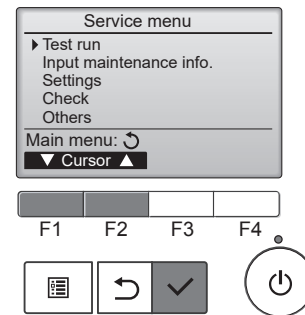 Service menu
Test run
Input maintenance info.
Settings
Check
Others
Main menu:
Cursor
F1 F2 F3 F4